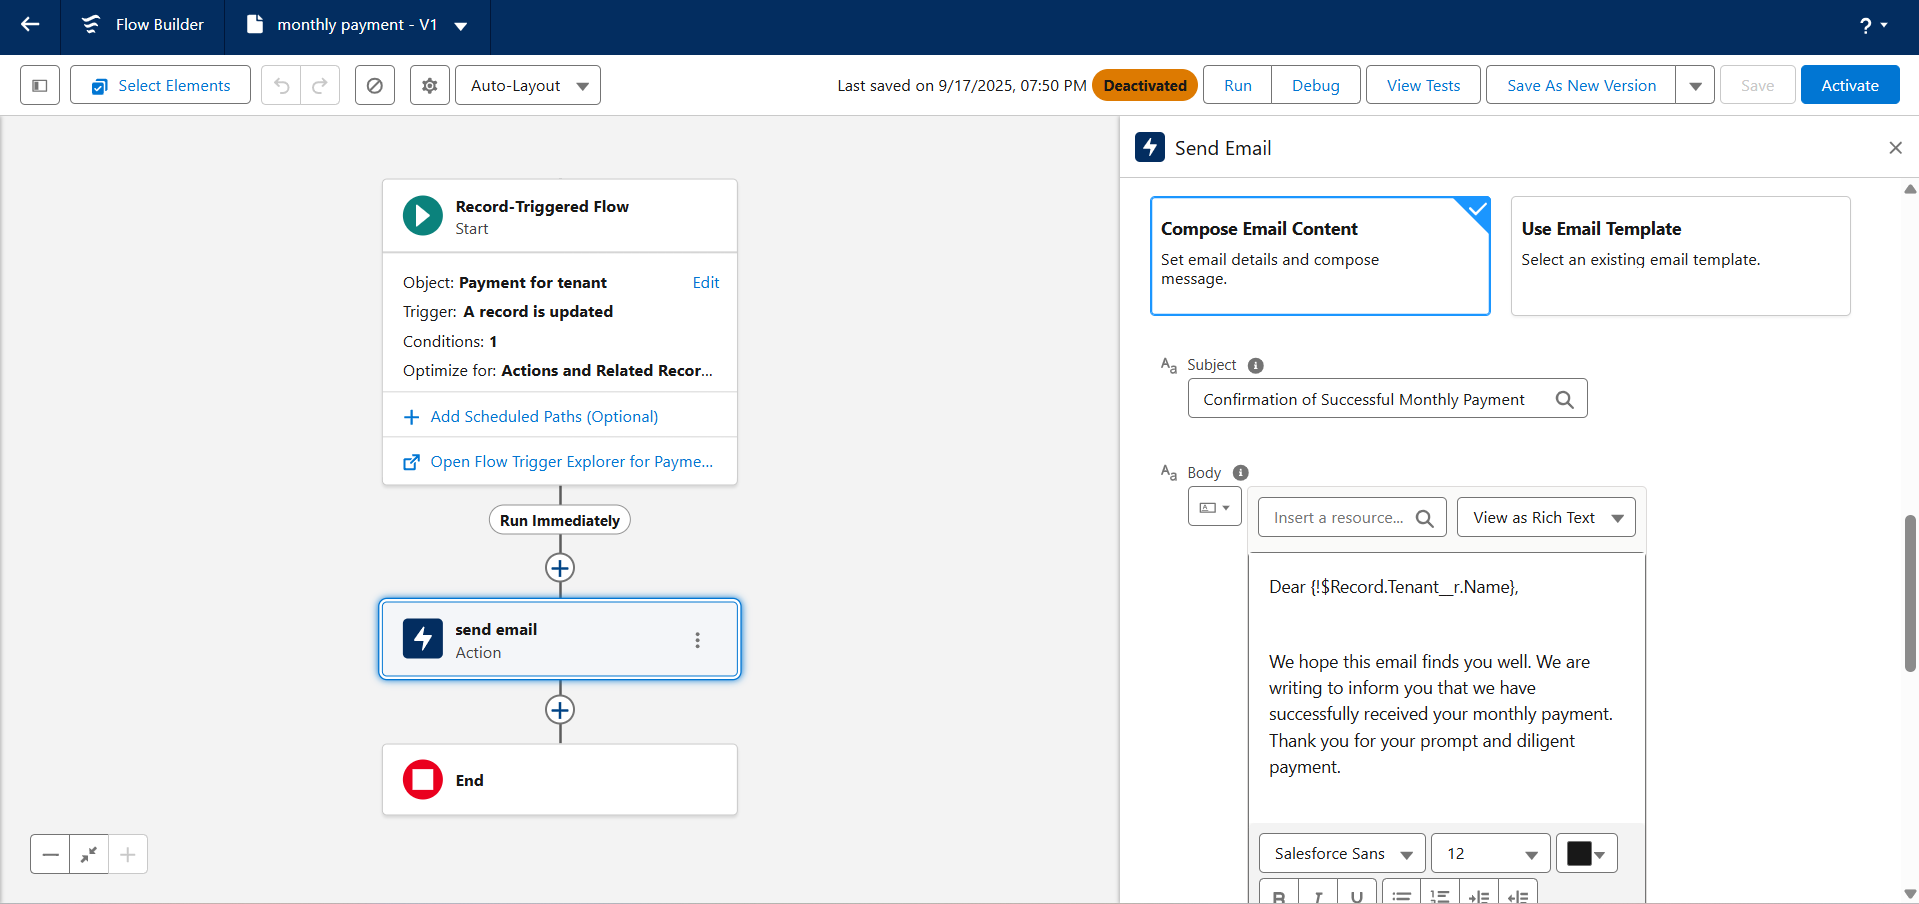 Flow Builder
monthly payment - V1
?
Select Elements
Auto-Layout
Last saved on 9/17/2025, 07:50 PM
Deactivated
Run
Debug
View Tests
Save As New Version
Save
Activate
Record-Triggered Flow
Start
Object: Payment for tenant
Edit
Trigger: A record is updated
Conditions: 1
Optimize for: Actions and Related Recor...
Add Scheduled Paths (Optional)
Open Flow Trigger Explorer for Payme...
Run Immediately
send email
Action
End
Send Email
Compose Email Content
Set email details and compose
message.
Use Email Template
Select an existing email template.
Aa Subject
Confirmation of Successful Monthly Payment
Aa Body
A
Insert a resource...
View as Rich Text
Dear {!$Record.Tenant__r.Name},
We hope this email finds you well. We are
writing to inform you that we have
successfully received your monthly payment.
Thank you for your prompt and diligent
payment.
Salesforce Sans
12
B I U